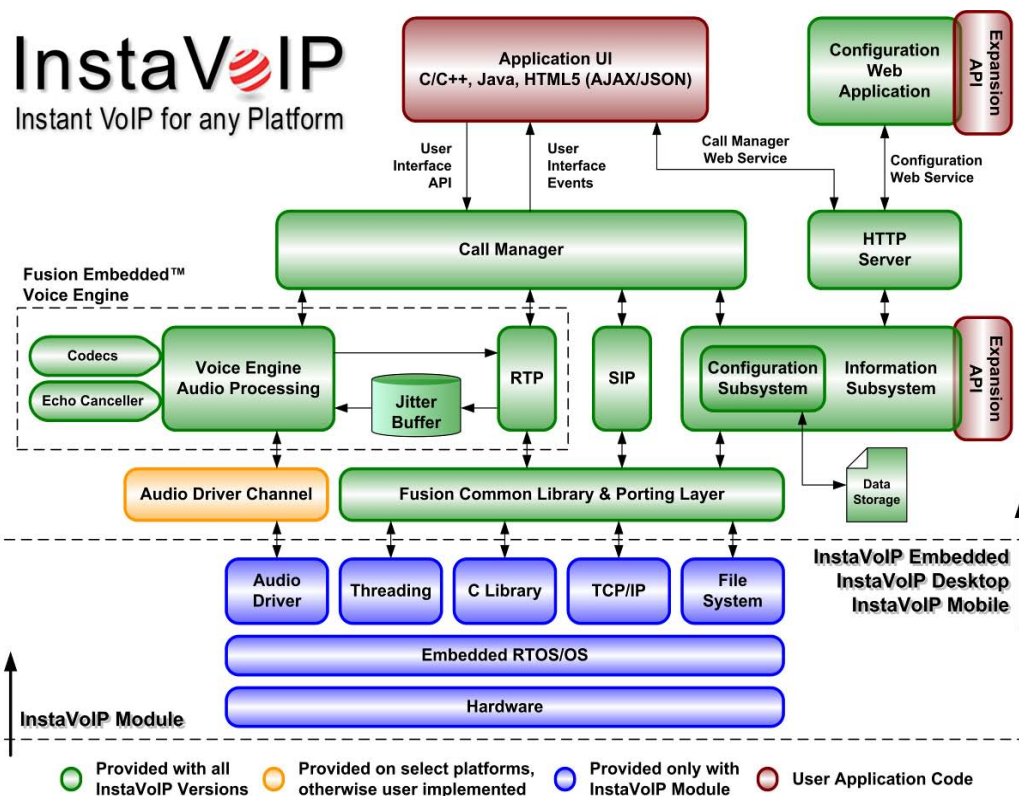 InstaVoIP
Instant VoIP for any Platform
Application UI
C/C++, Java, HTML5 (AJAX/JSON)
Configuration
Web
Application
Expansion
API
User
Interface
API
User
Interface
Events
Call Manager
Web Service
Configuration
Web Service
Call Manager
HTTP
Server
Fusion Embedded™
Voice Engine
Codecs
Echo Canceller
Voice Engine
Audio Processing
Jitter
Buffer
RTP
SIP
Configuration
Subsystem
Information
Subsystem
Expansion
API
Audio Driver Channel
Fusion Common Library & Porting Layer
Data
Storage
InstaVoIP Embedded
InstaVoIP Desktop
InstaVoIP Mobile
Audio
Driver
Threading
C Library
TCP/IP
File
System
Embedded RTOS/OS
Hardware
InstaVoIP Module
Provided with all
InstaVoIP Versions
Provided on select platforms,
otherwise user implemented
Provided only with
InstaVoIP Module
User Application Code